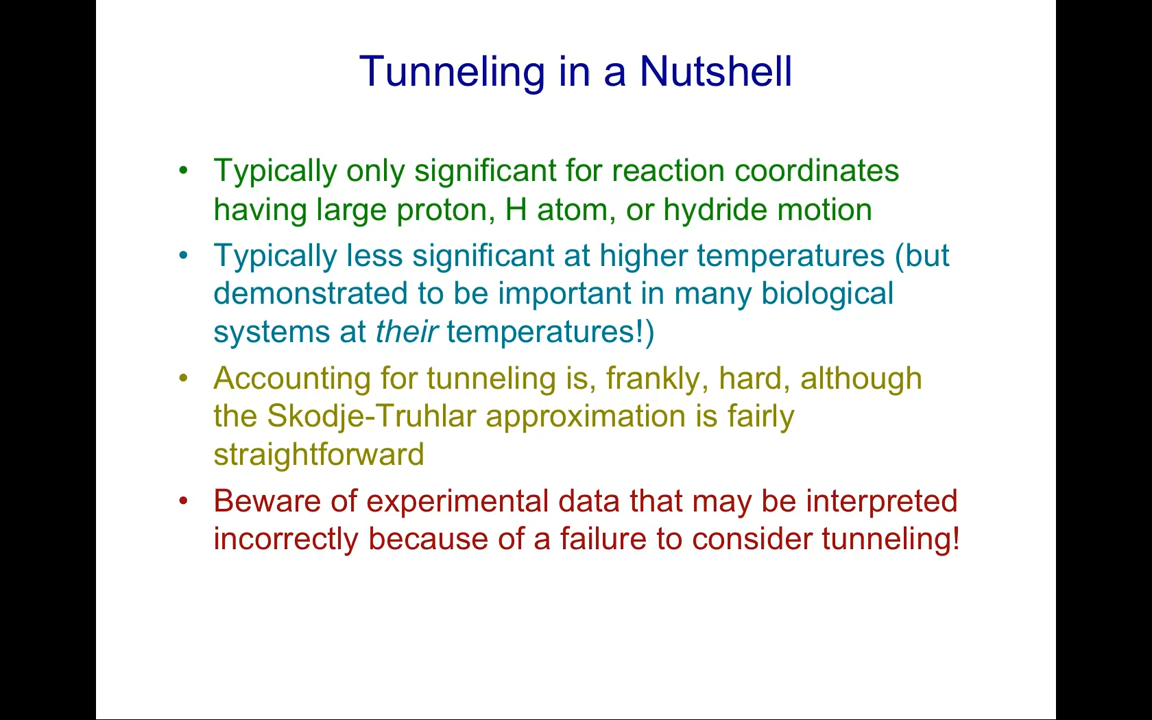 Tunneling in a Nutshell
• Typically only significant for reaction coordinates
having large proton, H atom, or hydride motion
• Typically less significant at higher temperatures (but
demonstrated to be important in many biological
systems at their temperatures!)
• Accounting for tunneling is, frankly, hard, although
the Skodje-Truhlar approximation is fairly
straightforward
• Beware of experimental data that may be interpreted
incorrectly because of a failure to consider tunneling!